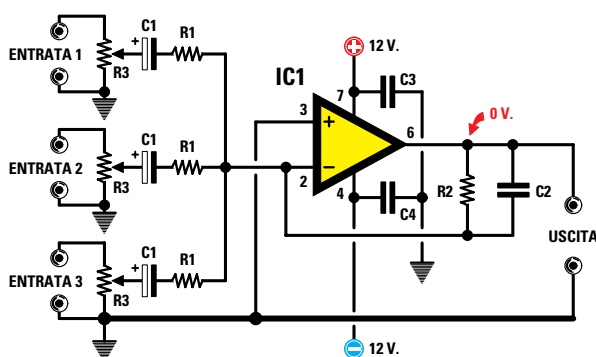 ENTRATA 1
R3
+
C1
R1
ENTRATA 2
R3
+
C1
R1
ENTRATA 3
R3
+
C1
R1
IC1
+ 12 V.
7
C3
3
+
6
2
−
4
C4
0 V.
R2
C2
USCITA
− 12 V.